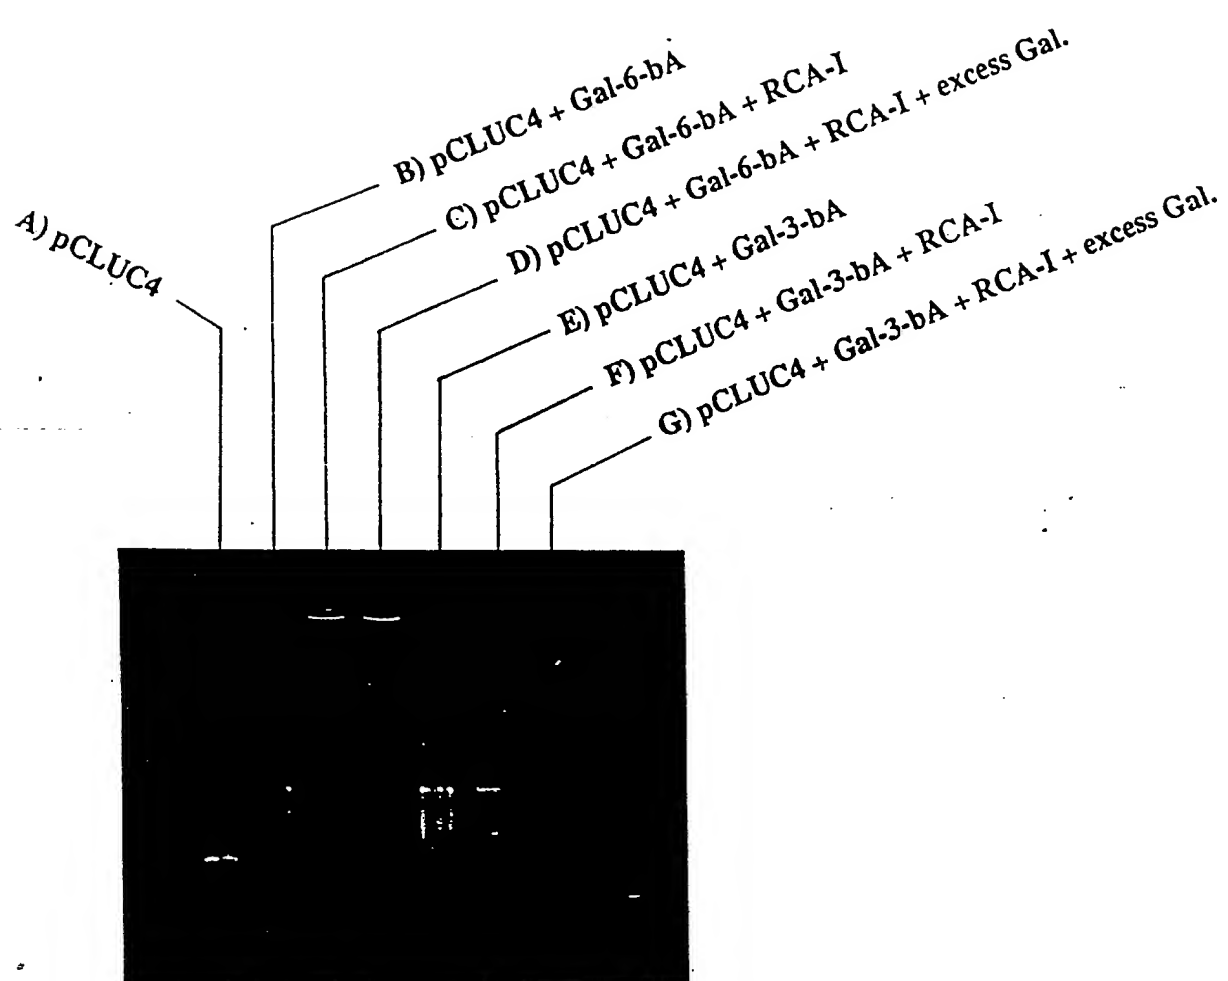 A) pCLUC4
B) pCLUC4 + Gal-6-bA
C) pCLUC4 + Gal-6-bA + RCA-I
D) pCLUC4 + Gal-6-bA + RCA-I + excess Gal.
E) pCLUC4 + Gal-3-bA
F) pCLUC4 + Gal-3-bA + RCA-I
G) pCLUC4 + Gal-3-bA + RCA-I + excess Gal.